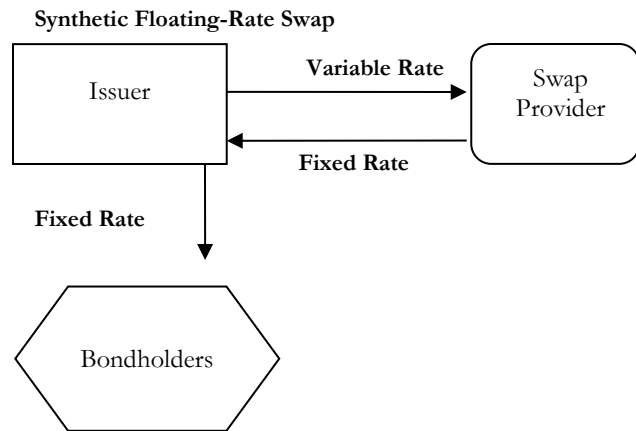 Synthetic Floating-Rate Swap
Issuer
Variable Rate
Swap
Provider
Fixed Rate
Fixed Rate
Bondholders